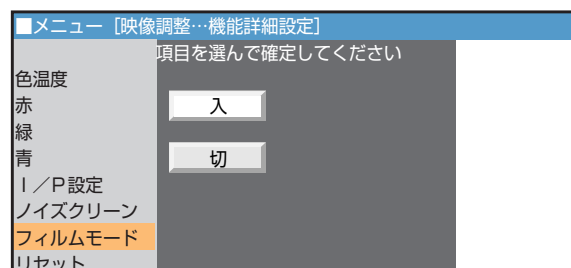 ■メニュー［映像調整…機能詳細設定］
項目を選んで確定してください
色温度
赤
入
緑
青
切
I／P設定
ノイズクリーン
フィルムモード
リセット